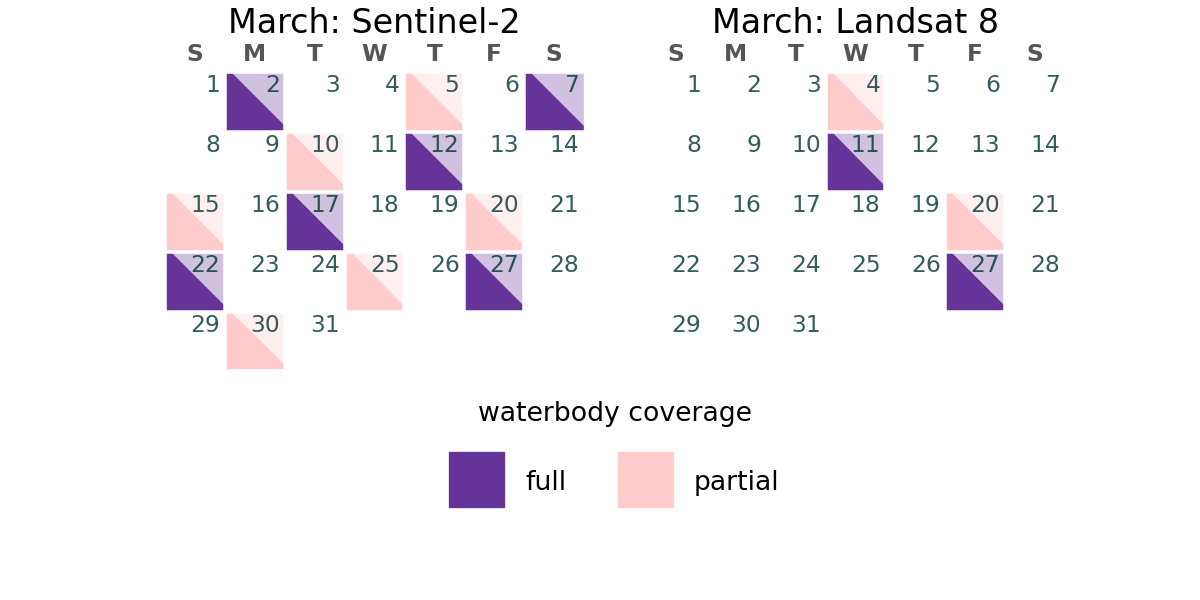 March: Sentinel-2
S M T W T F S
1 2 3 4 5 6 7
8 9 10 11 12 13 14
15 16 17 18 19 20 21
22 23 24 25 26 27 28
29 30 31
March: Landsat 8
S M T W T F S
1 2 3 4 5 6 7
8 9 10 11 12 13 14
15 16 17 18 19 20 21
22 23 24 25 26 27 28
29 30 31
waterbody coverage
full partial